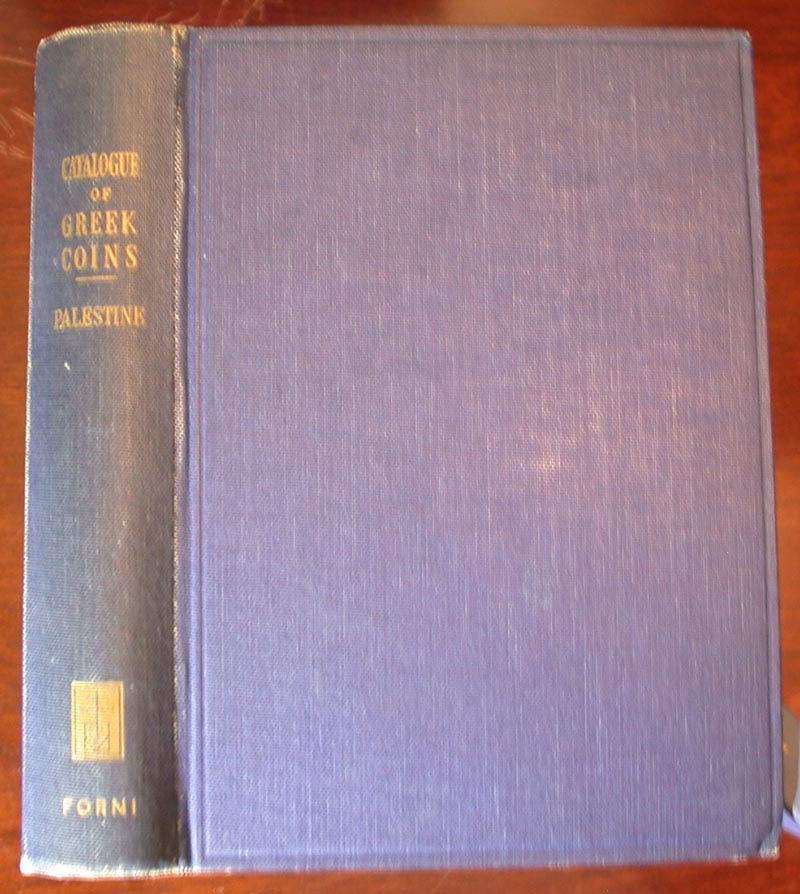 CATALOGUE
OF
GREEK
COINS
PALESTINE
FORNI